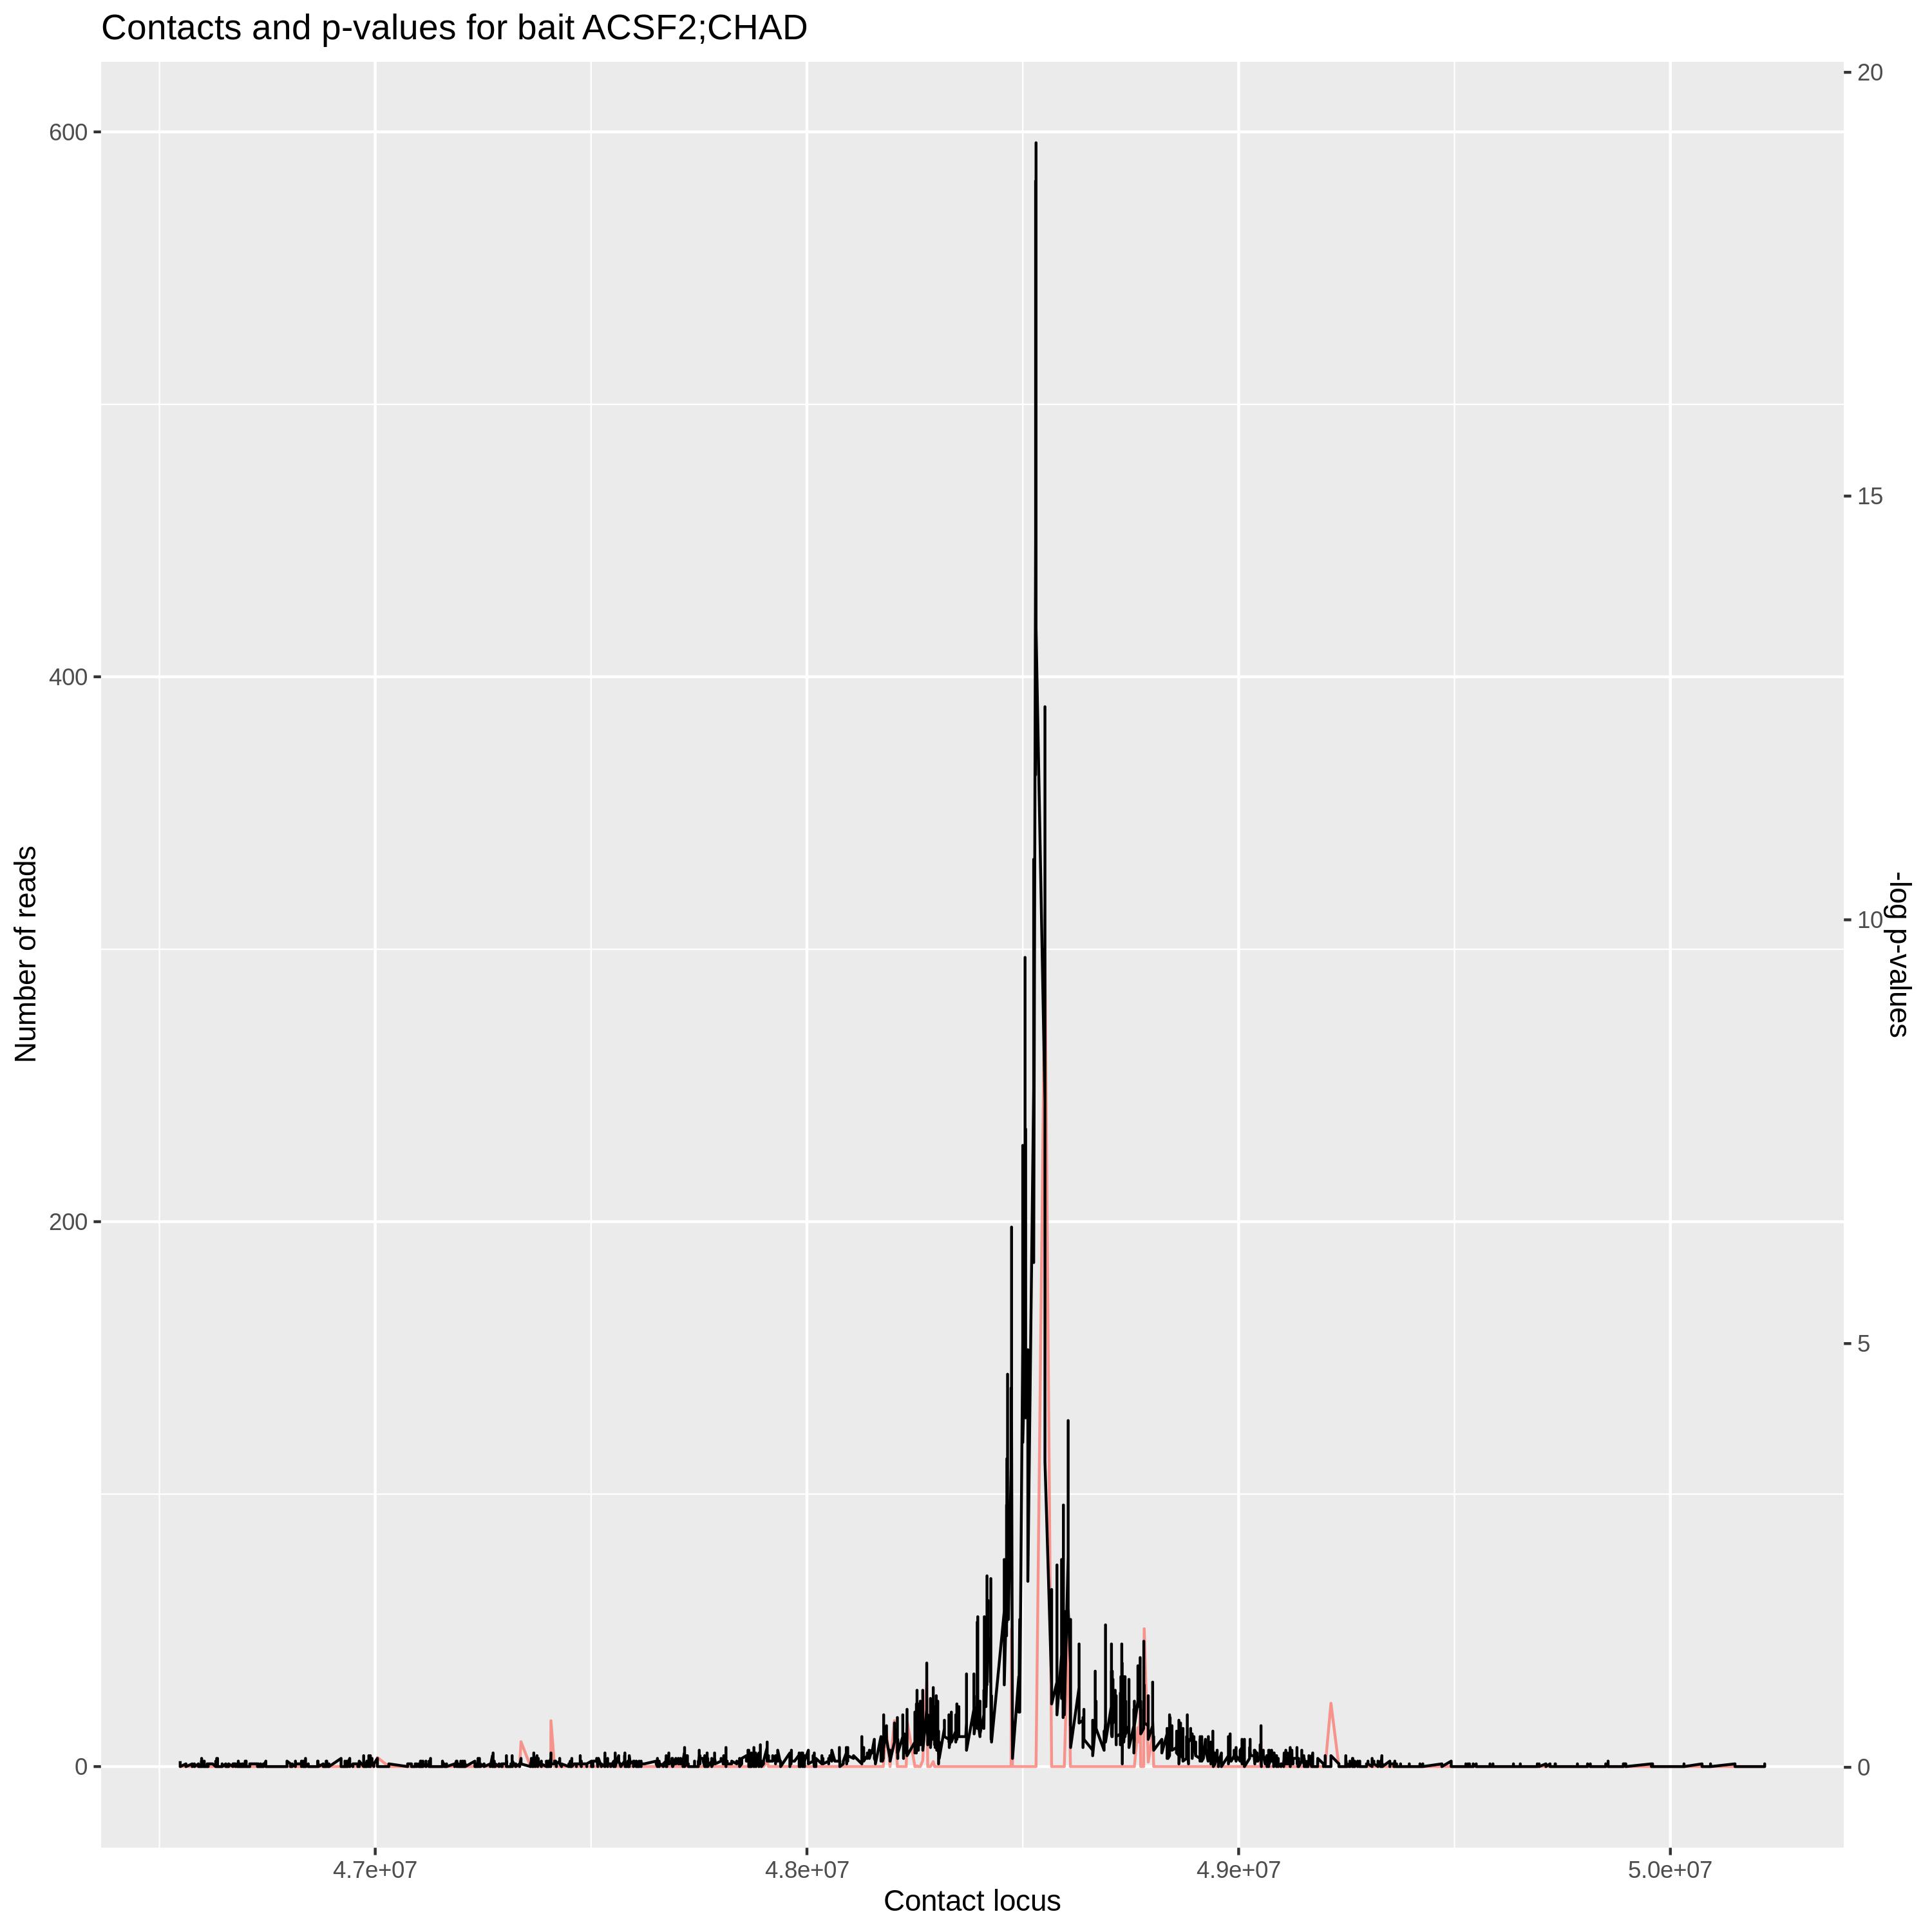 Contacts and p-values for bait ACSF2;CHAD
600
400
200
0
Number of reads
20
15
10
5
0
-log p-values
4.7e+07
4.8e+07
4.9e+07
5.0e+07
Contact locus